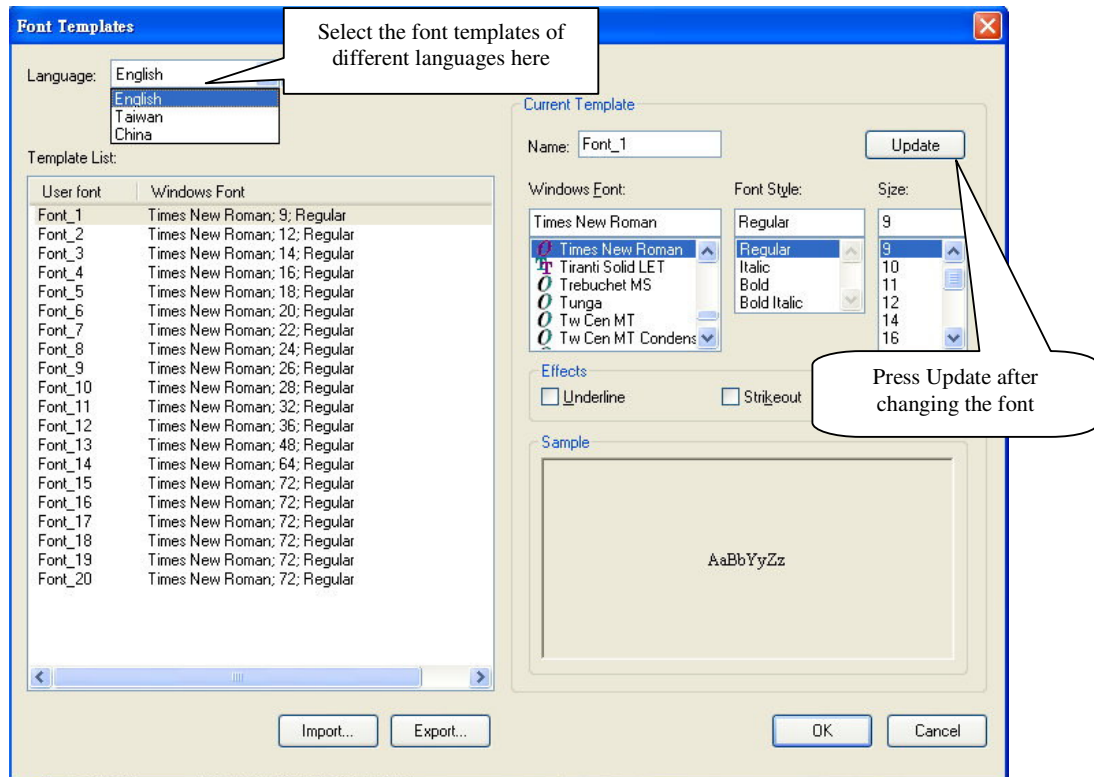 Font Templates
Select the font templates of
different languages here
Language:
English
English
Taiwan
China
Template List:
User font Windows Font
Font_1 Times New Roman; 9; Regular
Font_2 Times New Roman; 12; Regular
Font_3 Times New Roman; 14; Regular
Font_4 Times New Roman; 16; Regular
Font_5 Times New Roman; 18; Regular
Font_6 Times New Roman; 20; Regular
Font_7 Times New Roman; 22; Regular
Font_8 Times New Roman; 24; Regular
Font_9 Times New Roman; 26; Regular
Font_10 Times New Roman; 28; Regular
Font_11 Times New Roman; 32; Regular
Font_12 Times New Roman; 36; Regular
Font_13 Times New Roman; 48; Regular
Font_14 Times New Roman; 64; Regular
Font_15 Times New Roman; 72; Regular
Font_16 Times New Roman; 72; Regular
Font_17 Times New Roman; 72; Regular
Font_18 Times New Roman; 72; Regular
Font_19 Times New Roman; 72; Regular
Font_20 Times New Roman; 72; Regular
Import... Export...
Current Template
Name: Font_1 Update
Windows Font:
Times New Roman
Times New Roman
Tiranti Solid LET
Trebuchet MS
Tunga
Tw Cen MT
Tw Cen MT Condens
Font Style:
Regular
Regular
Italic
Bold
Bold Italic
Size:
9
9
10
11
12
14
16
Press Update after
changing the font
Effects
Underline Strikeout
Sample
AaBbYyZz
OK Cancel